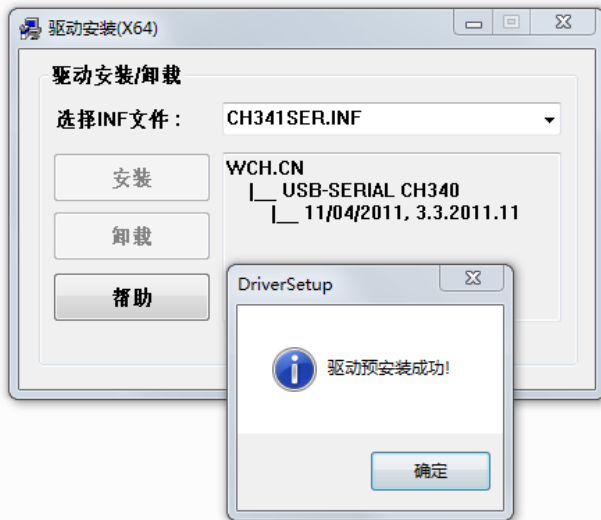 驱动安装(X64)
驱动安装/卸载
选择INF文件：
CH341SER.INF
安装
卸载
帮助
WCH.CN
|__ USB-SERIAL CH340
|__ 11/04/2011, 3.3.2011.11
DriverSetup
驱动预安装成功!
确定